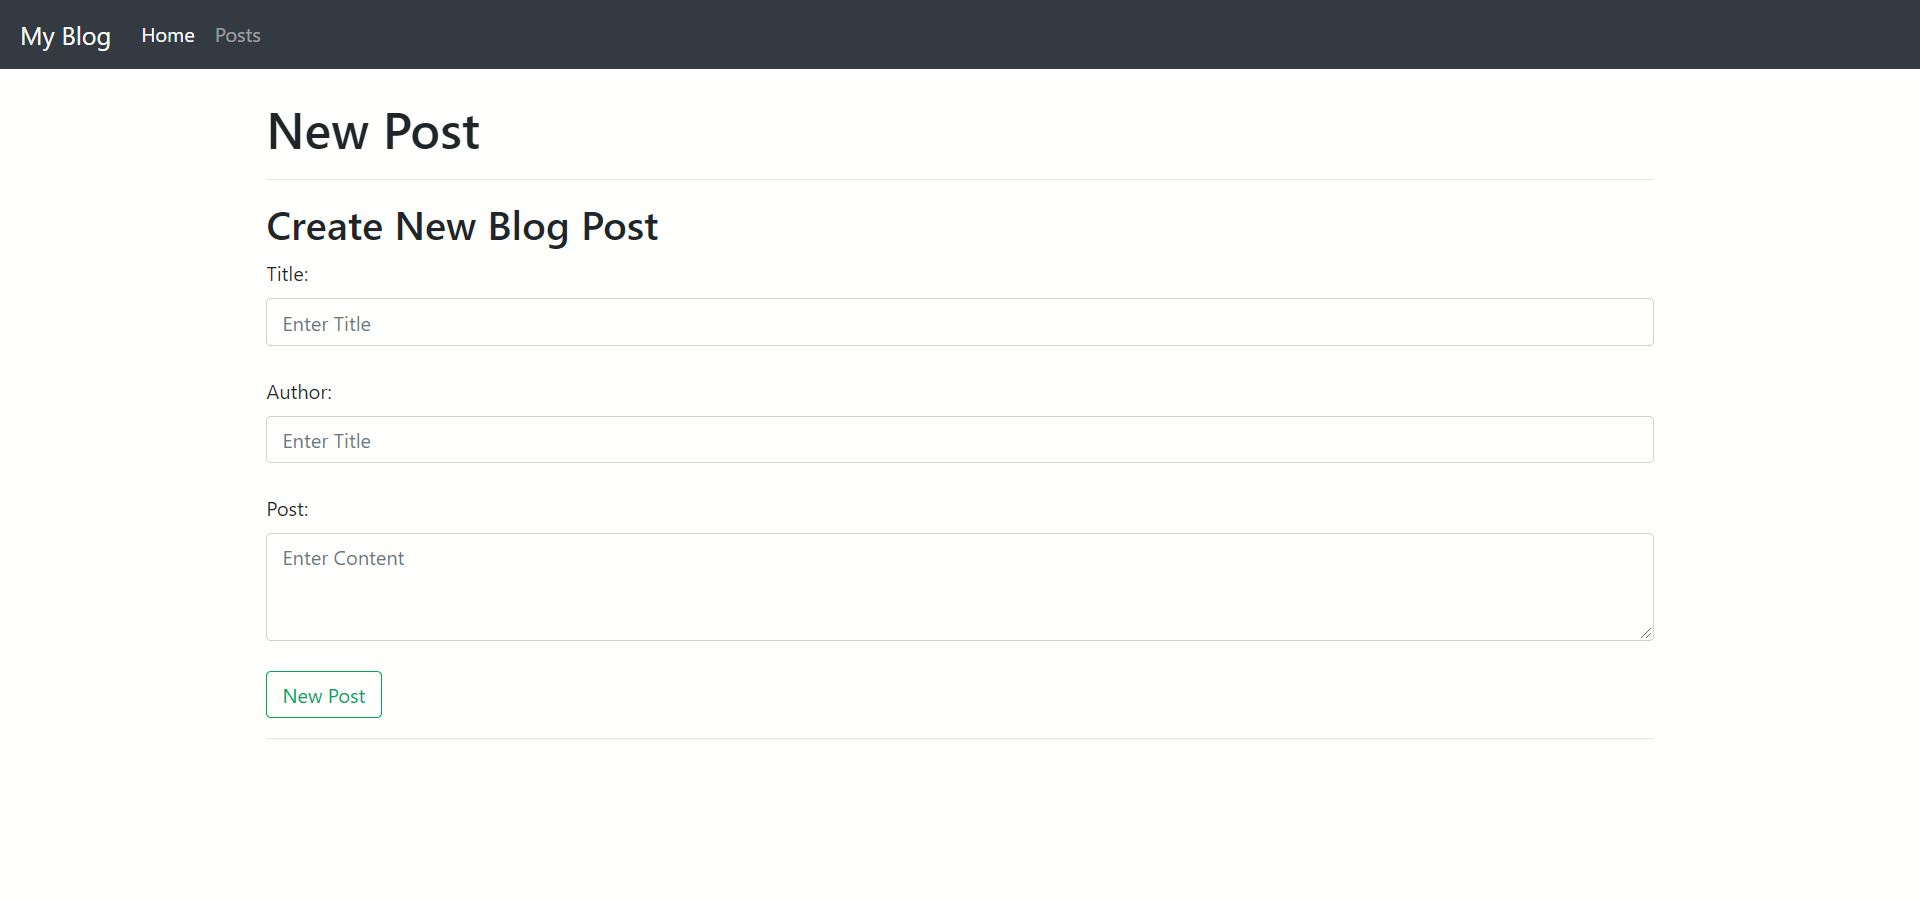 My Blog Home Posts
New Post
Create New Blog Post
Title:
Enter Title
Author:
Enter Title
Post:
Enter Content
New Post